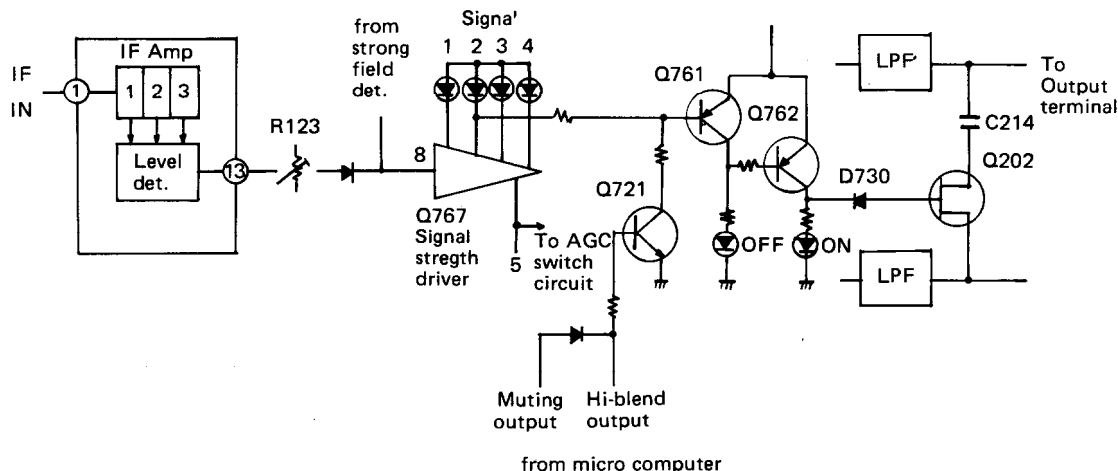 IF
IN
1
IF Amp
1 2 3
Level
det.
13
R123
from
strong
field
det.
8
Signa'
1 2 3 4
Q767
Signal
stregth
driver
5
To AGC
switch
circuit
Q721
Muting
output
Hi-blend
output
from micro computer
Q761
Q762
OFF
ON
D730
LPF
To
Output
terminal
C214
Q202
LPF